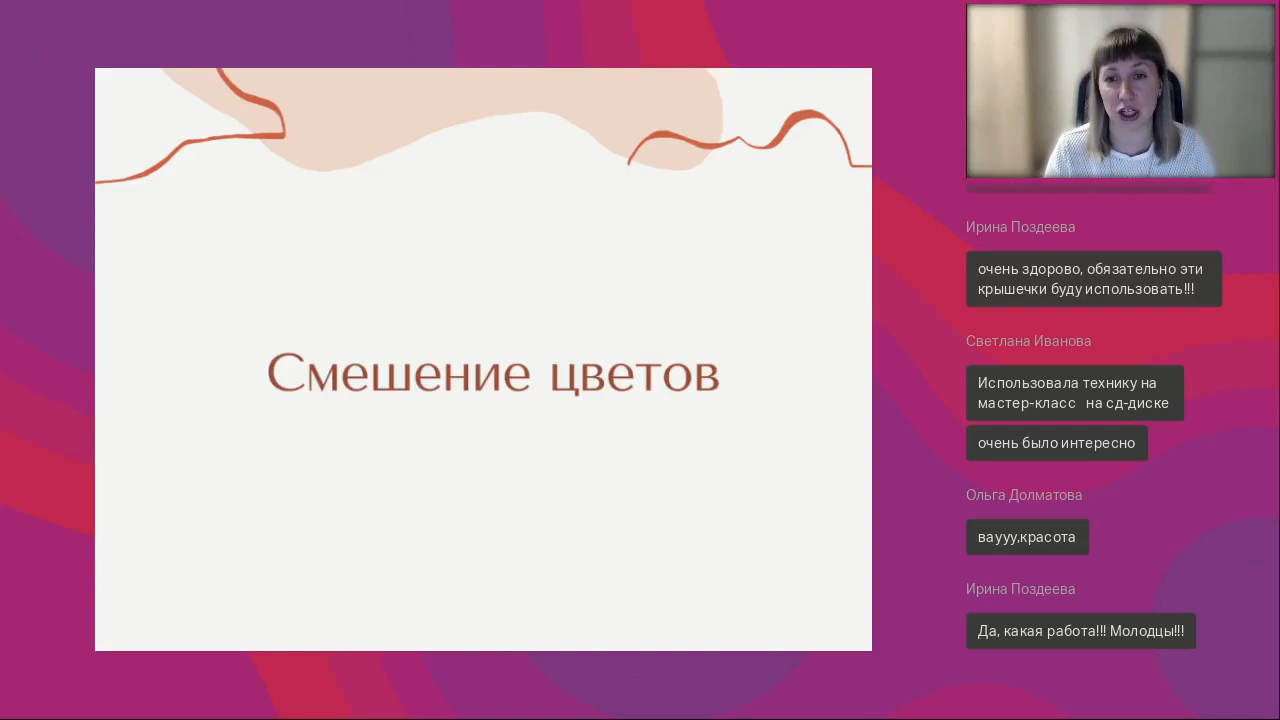 Смешение цветов
Ирина Поздеева
очень здорово, обязательно эти
крышечки буду использовать!!!
Светлана Иванова
Использовала технику на
мастер-класс на сд-диске
очень было интересно
Ольга Долматова
ваууу,красота
Ирина Поздеева
Да, какая работа!!! Молодцы!!!